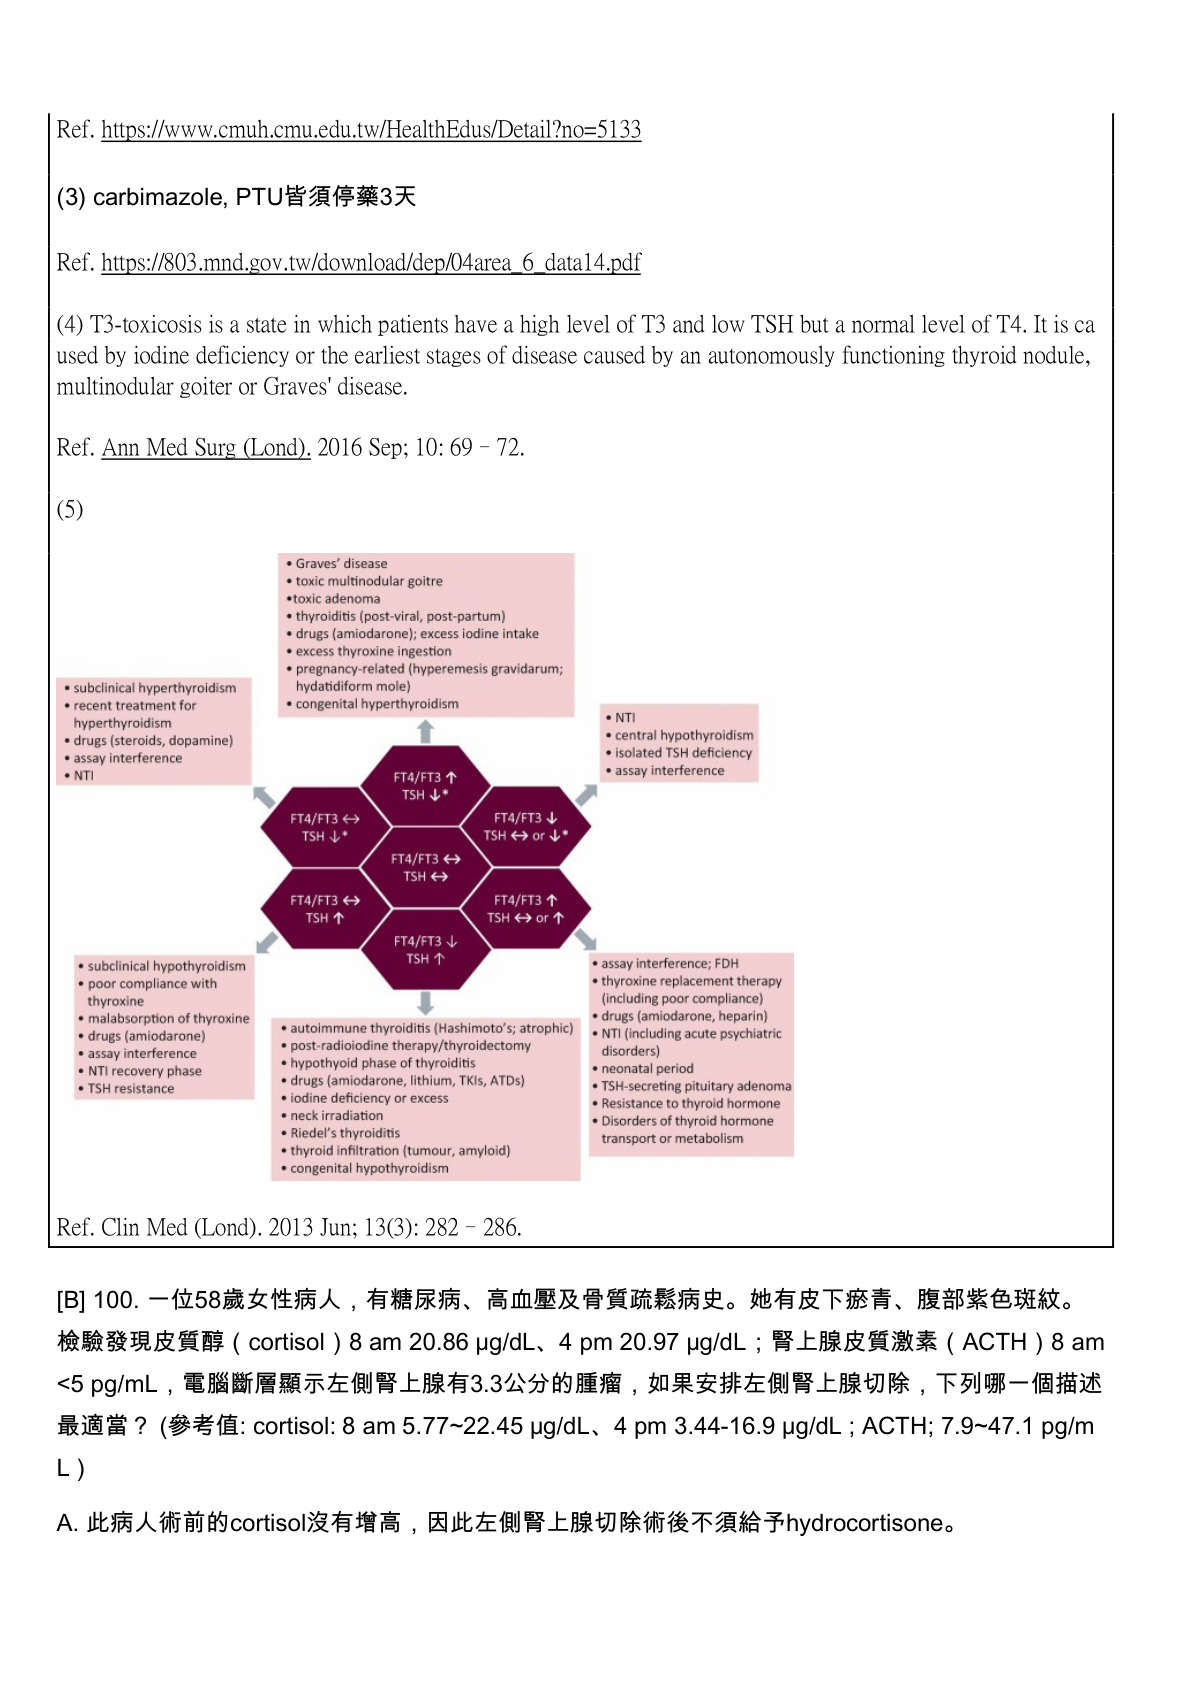 Ref. https://www.cmuh.cmu.edu.tw/HealthEdus/Detail?no=5133
(3) carbimazole, PTU皆須停藥3天
Ref. https://803.mnd.gov.tw/download/dep/04area_6_data14.pdf
(4) T3-toxicosis is a state in which patients have a high level of T3 and low TSH but a normal level of T4. It is ca
used by iodine deficiency or the earliest stages of disease caused by an autonomously functioning thyroid nodule,
multinodular goiter or Graves' disease.
Ref. Ann Med Surg (Lond). 2016 Sep; 10: 69–72.
(5)
• Graves’ disease
• toxic multinodular goitre
•toxic adenoma
• thyroiditis (post-viral, post-partum)
• drugs (amiodarone); excess iodine intake
• excess thyroxine ingestion
• pregnancy-related (hyperemesis gravidarum;
hydatidiform mole)
• congenital hyperthyroidism
• subclinical hyperthyroidism
• recent treatment for
hyperthyroidism
• drugs (steroids, dopamine)
• assay interference
• NTI
• NTI
• central hypothyroidism
• isolated TSH deficiency
• assay interference
FT4/FT3 ↑
TSH ↓*
FT4/FT3 ↔
TSH ↓*
FT4/FT3 ↓
TSH ↔ or ↓*
FT4/FT3 ↔
TSH ↔
FT4/FT3 ↔
TSH ↑
FT4/FT3 ↑
TSH ↔ or ↑
FT4/FT3 ↓
TSH ↑
• subclinical hypothyroidism
• poor compliance with
thyroxine
• malabsorption of thyroxine
• drugs (amiodarone)
• assay interference
• NTI recovery phase
• TSH resistance
• autoimmune thyroiditis (Hashimoto’s; atrophic)
• post-radioiodine therapy/thyroidectomy
• hypothyoid phase of thyroiditis
• drugs (amiodarone, lithium, TKIs, ATDs)
• iodine deficiency or excess
• neck irradiation
• Riedel’s thyroiditis
• thyroid infiltration (tumour, amyloid)
• congenital hypothyroidism
• assay interference; FDH
• thyroxine replacement therapy
(including poor compliance)
• drugs (amiodarone, heparin)
• NTI (including acute psychiatric
disorders)
• neonatal period
• TSH-secreting pituitary adenoma
• Resistance to thyroid hormone
• Disorders of thyroid hormone
transport or metabolism
Ref. Clin Med (Lond). 2013 Jun; 13(3): 282–286.
[B] 100. 一位58歲女性病人，有糖尿病、高血壓及骨質疏鬆病史。她有皮下瘀青、腹部紫色斑紋。
檢驗發現皮質醇（cortisol）8 am 20.86 μg/dL、4 pm 20.97 μg/dL；腎上腺皮質激素（ACTH）8 am
<5 pg/mL，電腦斷層顯示左側腎上腺有3.3公分的腫瘤，如果安排左側腎上腺切除，下列哪一個描述
最適當？ (參考值: cortisol: 8 am 5.77~22.45 μg/dL、4 pm 3.44-16.9 μg/dL ; ACTH; 7.9~47.1 pg/m
L )
A. 此病人術前的cortisol沒有增高，因此左側腎上腺切除術後不須給予hydrocortisone。